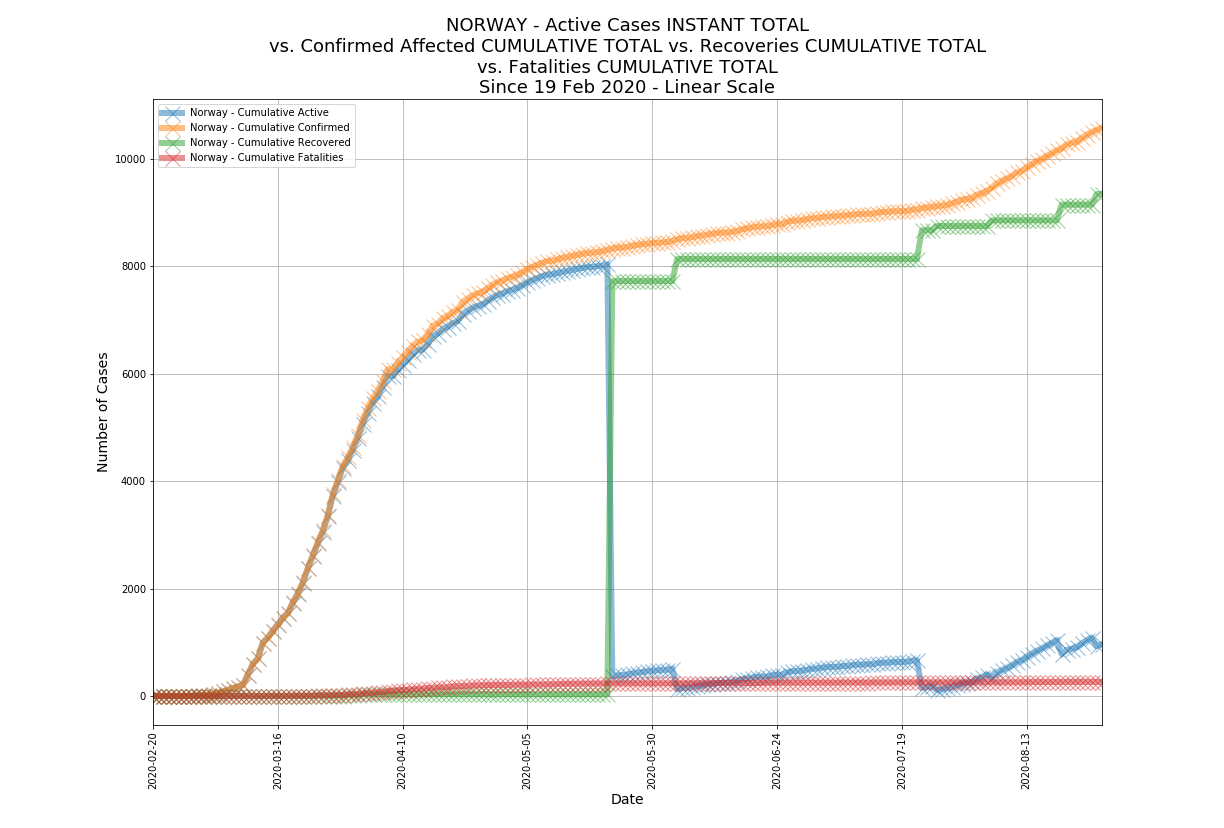 NORWAY - Active Cases INSTANT TOTAL
vs. Confirmed Affected CUMULATIVE TOTAL vs. Recoveries CUMULATIVE TOTAL
vs. Fatalities CUMULATIVE TOTAL
Since 19 Feb 2020 - Linear Scale
Norway - Cumulative Active
Norway - Cumulative Confirmed
Norway - Cumulative Recovered
Norway - Cumulative Fatalities
Number of Cases
10000
8000
6000
4000
2000
0
2020-02-20
2020-03-16
2020-04-10
2020-05-05
2020-05-30
2020-06-24
2020-07-19
2020-08-13
Date